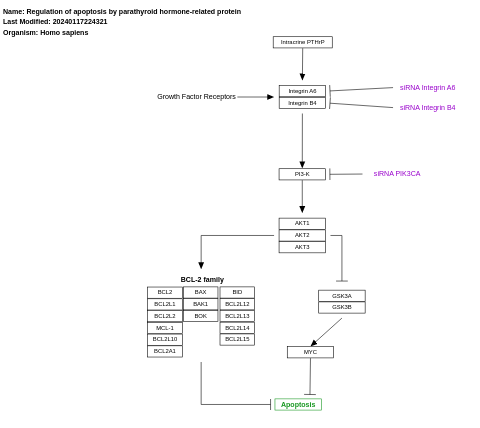 Name: Regulation of apoptosis by parathyroid hormone-related protein
Last Modified: 20240117224321
Organism: Homo sapiens
Intracrine PTHrP
Growth Factor Receptors
Integrin A6
Integrin B4
siRNA Integrin A6
siRNA Integrin B4
PI3-K
siRNA PIK3CA
AKT1
AKT2
AKT3
BCL-2 family
BCL2 BAX BID
BCL2L1 BAK1 BCL2L12
BCL2L2 BOK BCL2L13
MCL-1 BCL2L14
BCL2L10 BCL2L15
BCL2A1
GSK3A
GSK3B
MYC
Apoptosis